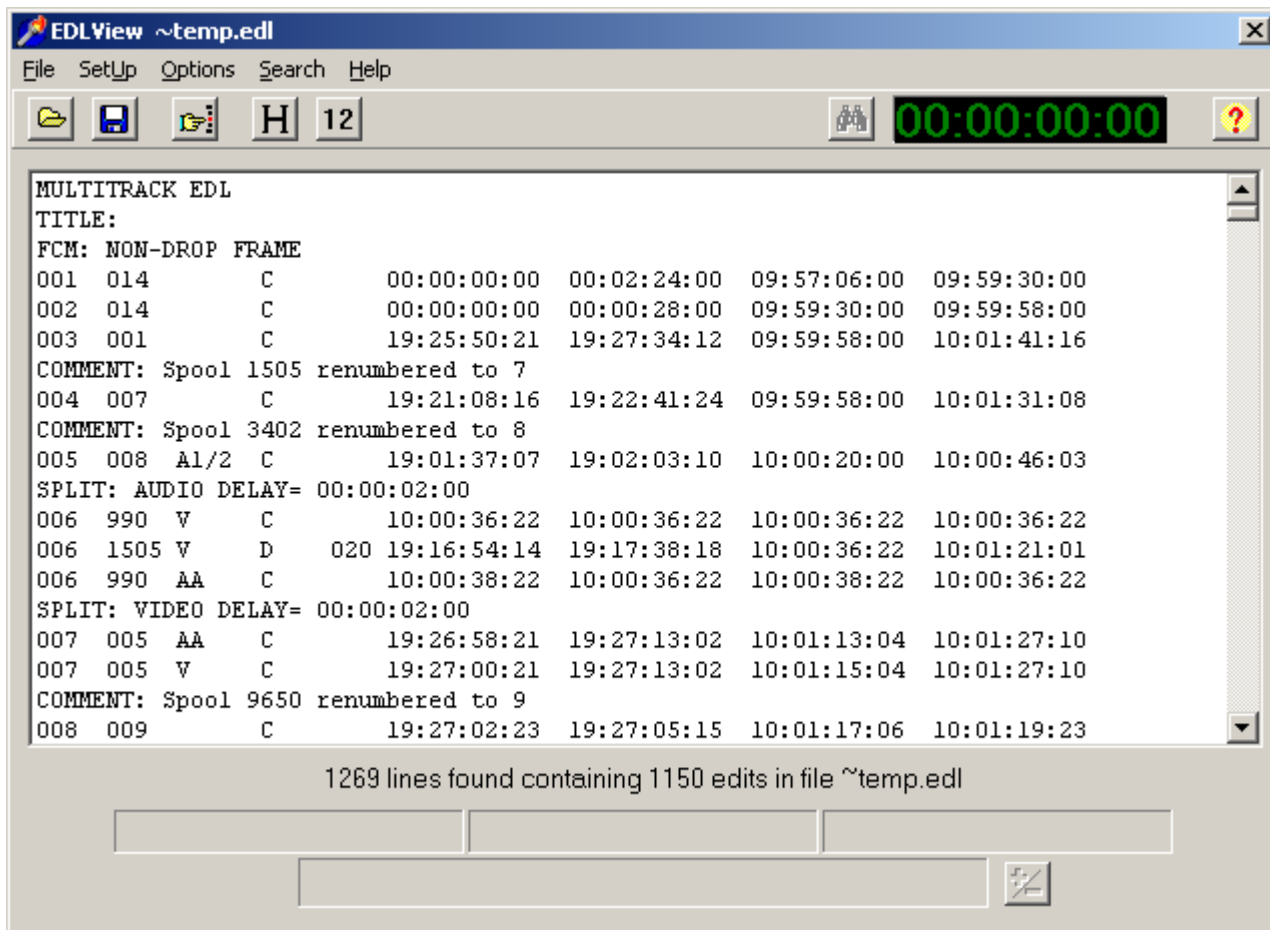 EDLView ~temp.edl
File SetUp Options Search Help
H 12 00:00:00:00 ?
MULTITRACK EDL
TITLE:
FCM: NON-DROP FRAME
001 014 C 00:00:00:00 00:02:24:00 09:57:06:00 09:59:30:00
002 014 C 00:00:00:00 00:00:28:00 09:59:30:00 09:59:58:00
003 001 C 19:25:50:21 19:27:34:12 09:59:58:00 10:01:41:16
COMMENT: Spool 1505 renumbered to 7
004 007 C 19:21:08:16 19:22:41:24 09:59:58:00 10:01:31:08
COMMENT: Spool 3402 renumbered to 8
005 008 A1/2 C 19:01:37:07 19:02:03:10 10:00:20:00 10:00:46:03
SPLIT: AUDIO DELAY= 00:00:02:00
006 990 V C 10:00:36:22 10:00:36:22 10:00:36:22 10:00:36:22
006 1505 V D 020 19:16:54:14 19:17:38:18 10:00:36:22 10:01:21:01
006 990 AA C 10:00:38:22 10:00:36:22 10:00:38:22 10:00:36:22
SPLIT: VIDEO DELAY= 00:00:02:00
007 005 AA C 19:26:58:21 19:27:13:02 10:01:13:04 10:01:27:10
007 005 V C 19:27:00:21 19:27:13:02 10:01:15:04 10:01:27:10
COMMENT: Spool 9650 renumbered to 9
008 009 C 19:27:02:23 19:27:05:15 10:01:17:06 10:01:19:23
1269 lines found containing 1150 edits in file ~temp.edl